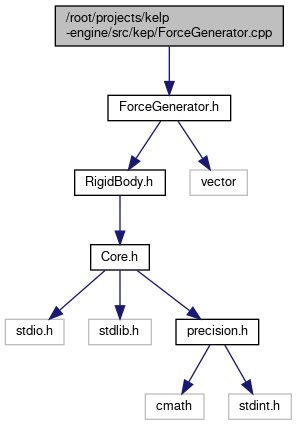 /root/projects/kelp
-engine/src/kep/ForceGenerator.cpp
ForceGenerator.h
RigidBody.h
vector
Core.h
stdio.h
stdlib.h
precision.h
cmath
stdint.h